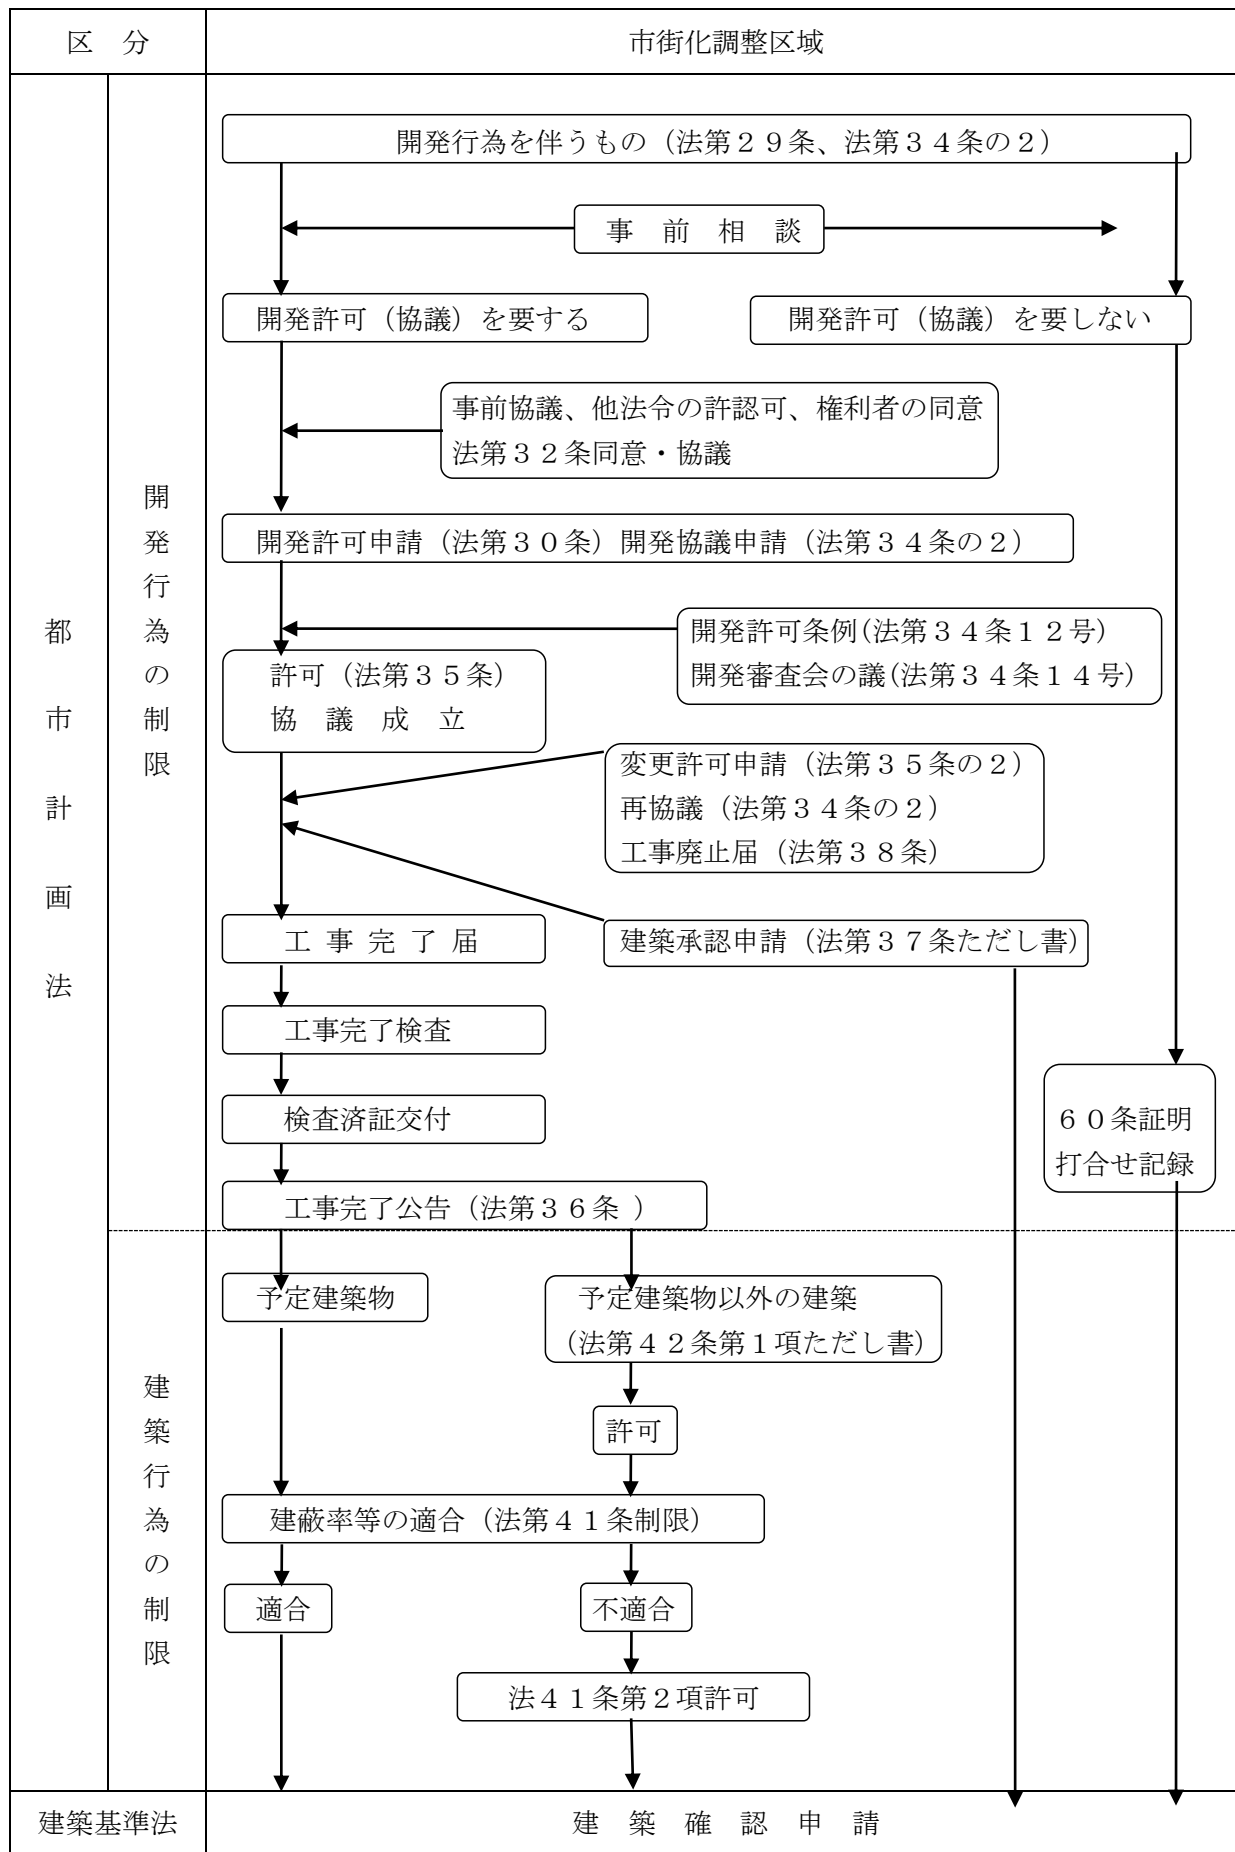 区　分
市街化調整区域
都市計画法
開発行為の制限
開発行為を伴うもの（法第２９条、法第３４条の２）
事　前　相　談
開発許可（協議）を要する
開発許可（協議）を要しない
事前協議、他法令の許認可、権利者の同意
法第３２条同意・協議
開発許可申請（法第３０条）開発協議申請（法第３４条の２）
開発許可条例(法第３４条１２号)
開発審査会の議(法第３４条１４号)
許可（法第３５条）
協　議　成　立
変更許可申請（法第３５条の２）
再協議（法第３４条の２）
工事廃止届（法第３８条）
工 事 完 了 届
建築承認申請（法第３７条ただし書）
工事完了検査
検査済証交付
６０条証明
打合せ記録
工事完了公告（法第３６条 ）
建築行為の制限
予定建築物
予定建築物以外の建築
（法第４２条第１項ただし書）
許可
建蔽率等の適合（法第４１条制限）
適合
不適合
法４１条第２項許可
建築基準法
建　築　確　認　申　請